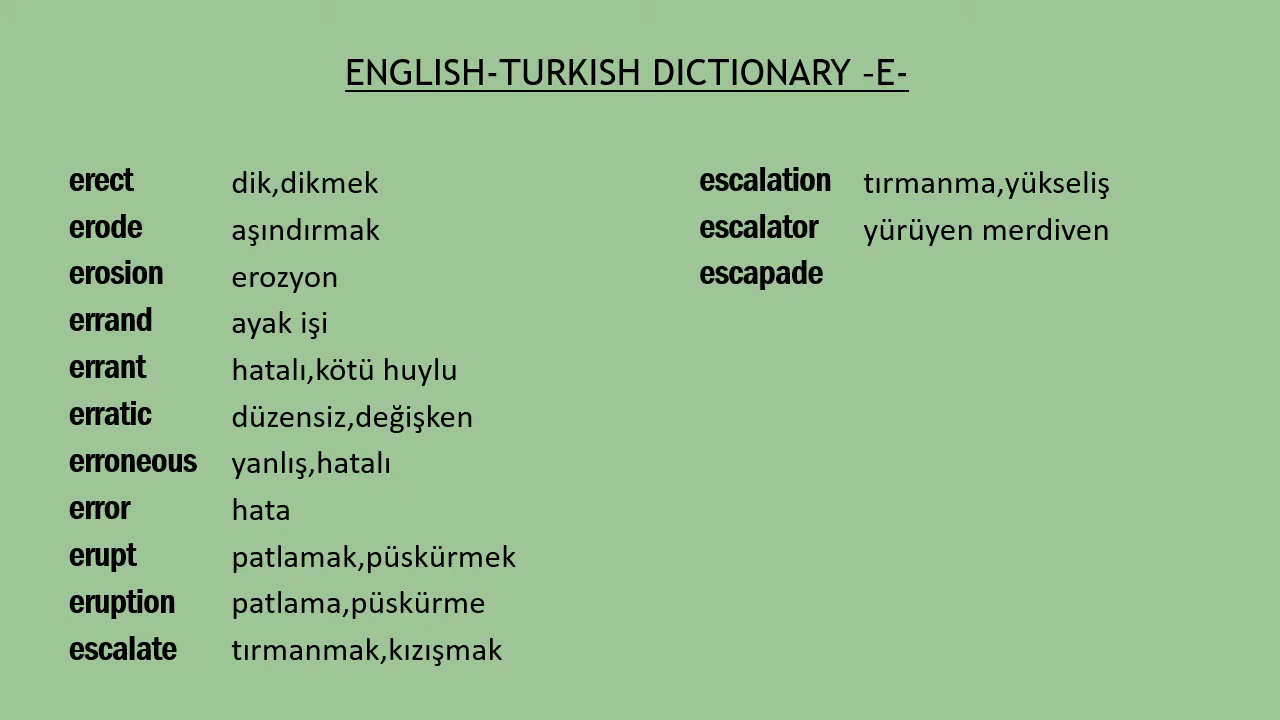 ENGLISH-TURKISH DICTIONARY –E-
erect dik,dikmek
erode aşındırmak
erosion erozyon
errand ayak işi
errant hatalı,kötü huylu
erratic düzensiz,değişken
erroneous yanlış,hatalı
error hata
erupt patlamak,püskürmek
eruption patlama,püskürme
escalate tırmanmak,kızışmak
escalation tırmanma,yükseliş
escalator yürüyen merdiven
escapade